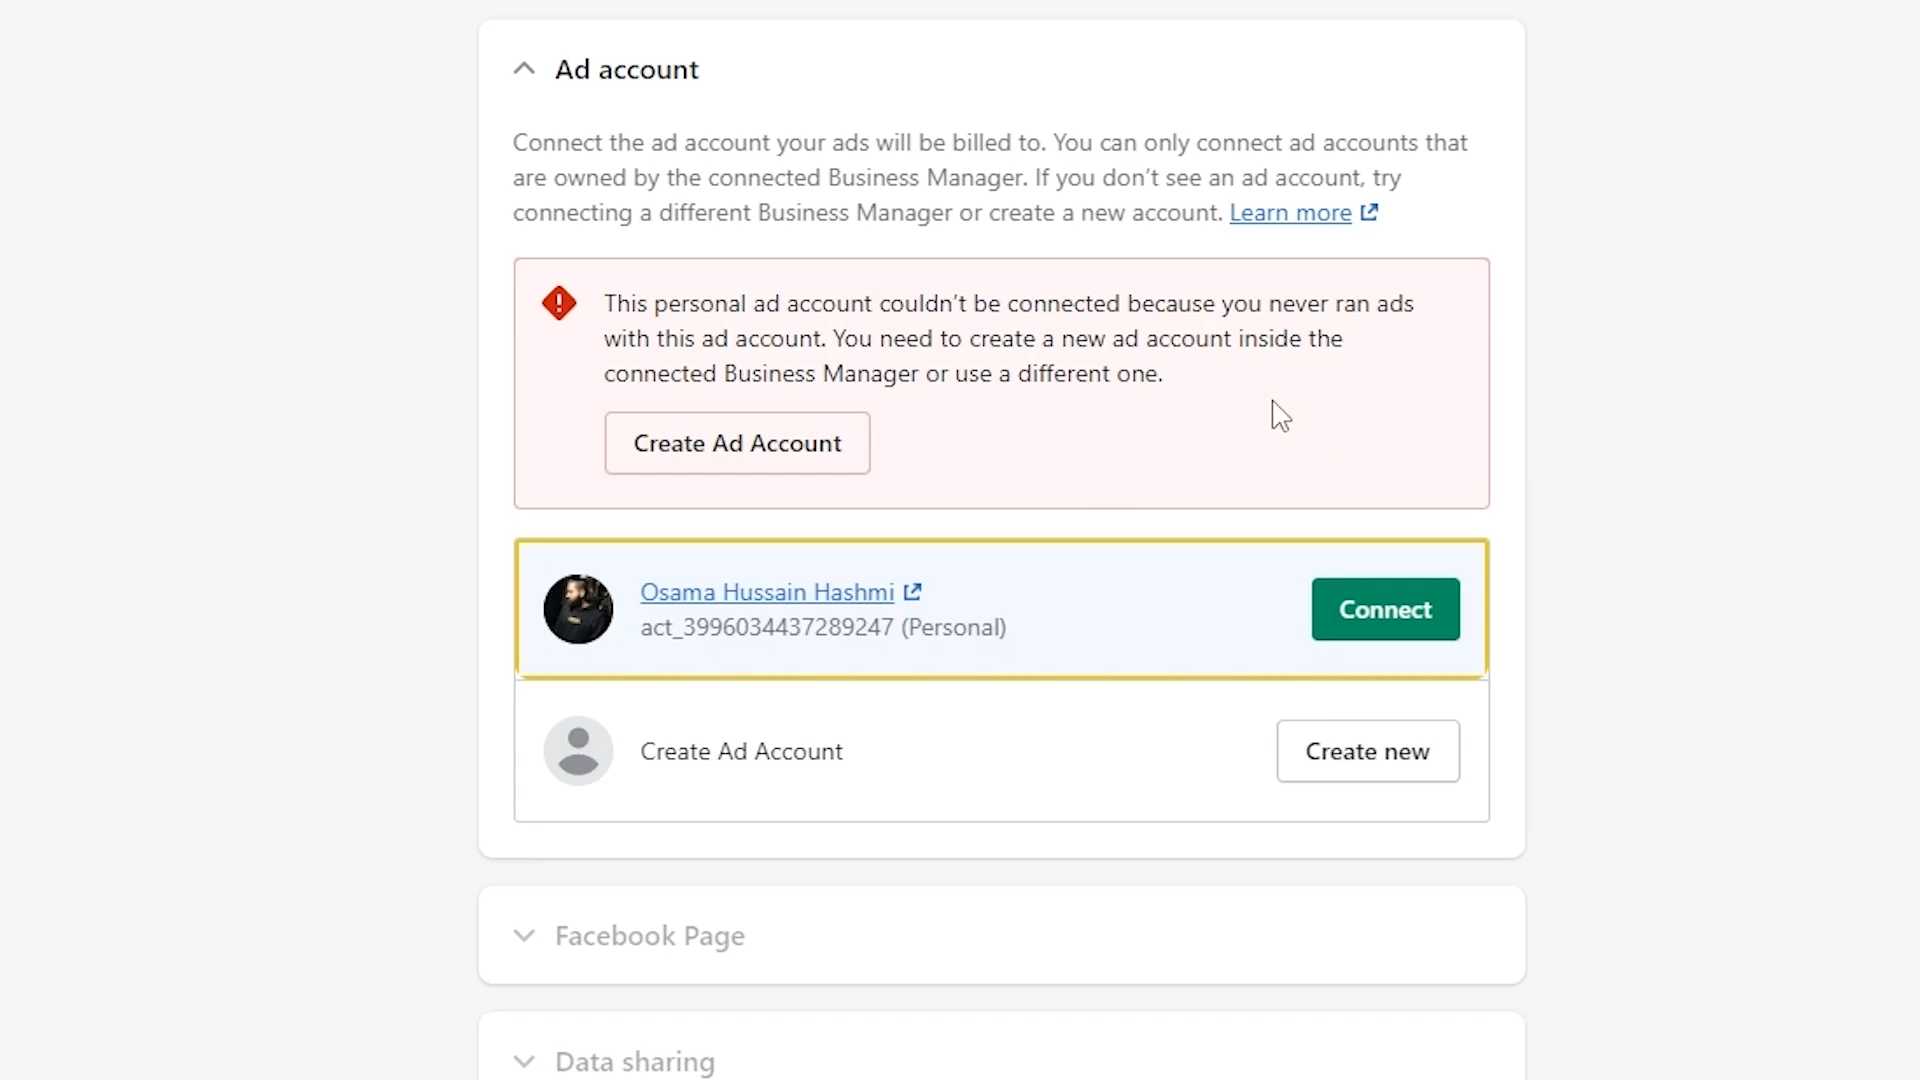 Ad account
Connect the ad account your ads will be billed to. You can only connect ad accounts that
are owned by the connected Business Manager. If you don’t see an ad account, try
connecting a different Business Manager or create a new account. Learn more
This personal ad account couldn’t be connected because you never ran ads
with this ad account. You need to create a new ad account inside the
connected Business Manager or use a different one.
Create Ad Account
Osama Hussain Hashmi
act_3996034437289247 (Personal)
Connect
Create Ad Account
Create new
Facebook Page
Data sharing